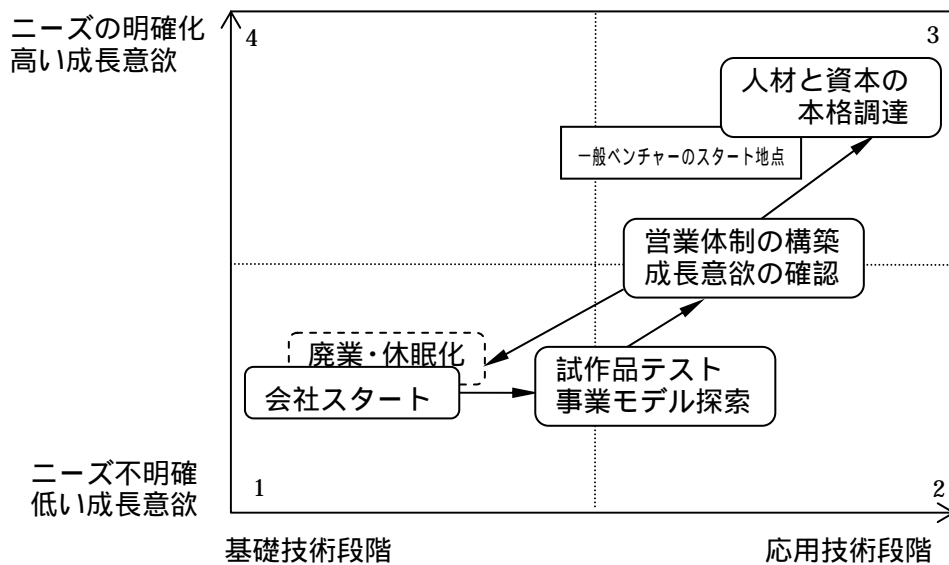 ニーズの明確化
高い成長意欲
4
3
人材と資本の
本格調達
一般ベンチャーのスタート地点
営業体制の構築
成長意欲の確認
廃業・休眠化
会社スタート
試作品テスト
事業モデル探索
ニーズ不明確
低い成長意欲
1
2
基礎技術段階
応用技術段階